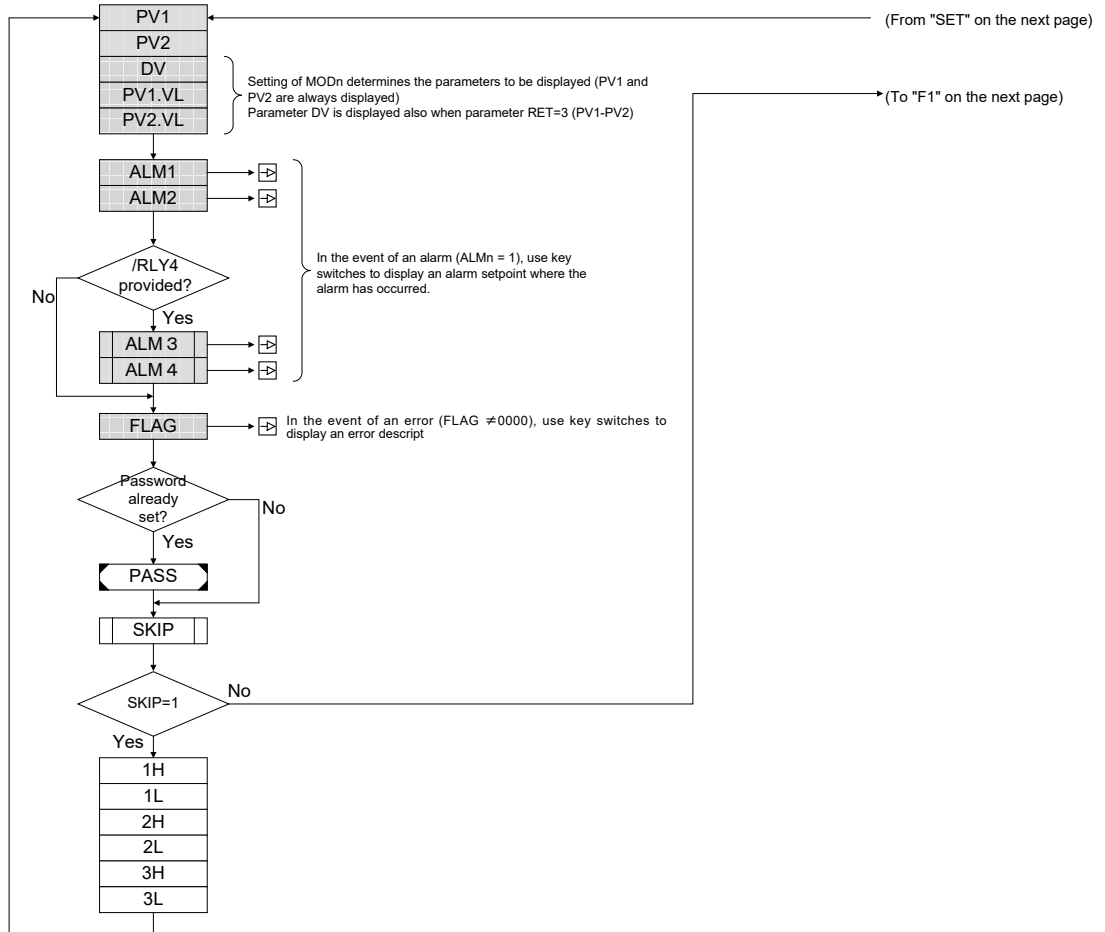 PV1
(From "SET" on the next page)
PV2
DV
PV1.VL
PV2.VL
Setting of MODn determines the parameters to be displayed (PV1 and
PV2 are always displayed)
Parameter DV is displayed also when parameter RET=3 (PV1-PV2)
(To "F1" on the next page)
ALM1
ALM2
/RLY4
provided?
No
Yes
In the event of an alarm (ALMn = 1), use key
switches to display an alarm setpoint where the
alarm has occurred.
ALM 3
ALM 4
FLAG
In the event of an error (FLAG ≠0000), use key switches to
display an error descript
Password
already
set?
No
Yes
PASS
SKIP
SKIP=1
No
Yes
1H
1L
2H
2L
3H
3L